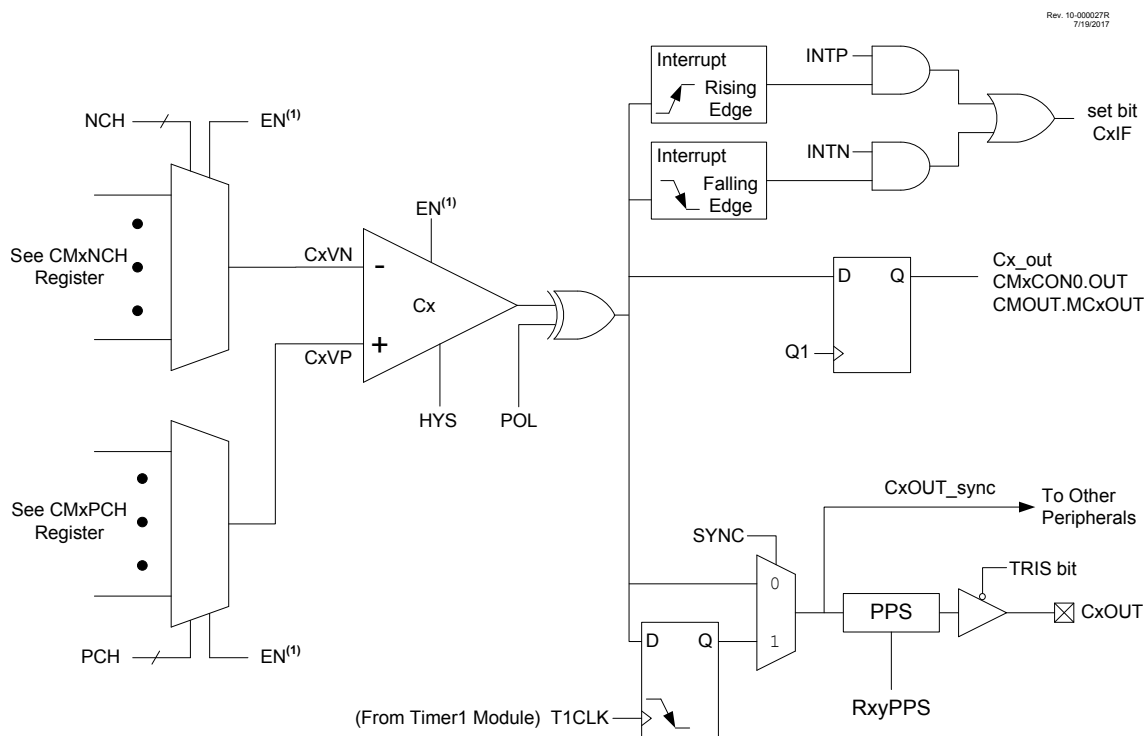 Rev. 10-000027R
7/19/2017
NCH
EN(1)
See CMxNCH
Register
CxVN
CxVP
EN(1)
-
Cx
+
HYS
POL
See CMxPCH
Register
PCH
EN(1)
Interrupt
Rising
Edge
INTP
Interrupt
Falling
Edge
INTN
set bit
CxIF
D
Q
Q1
Cx_out
CMxCON0.OUT
CMOUT.MCxOUT
CxOUT_sync
To Other
Peripherals
SYNC
0
1
TRIS bit
PPS
CxOUT
RxyPPS
D
Q
(From Timer1 Module) T1CLK